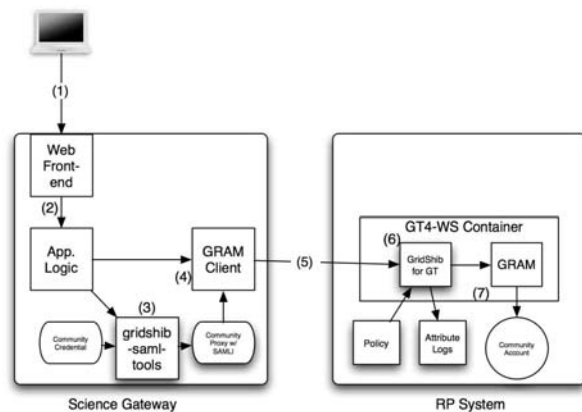 (1)
Web
Front-
end
(2)
App.
Logic
GRAM
Client
(4)
(3)
Community
Credential
gridshib
-saml-
tools
Community
Proxy w/
SAML
Science Gateway
(5)
GT4-WS Container
(6)
GridShib
for GT
GRAM
(7)
Policy
Attribute
Logs
Community
Account
RP System